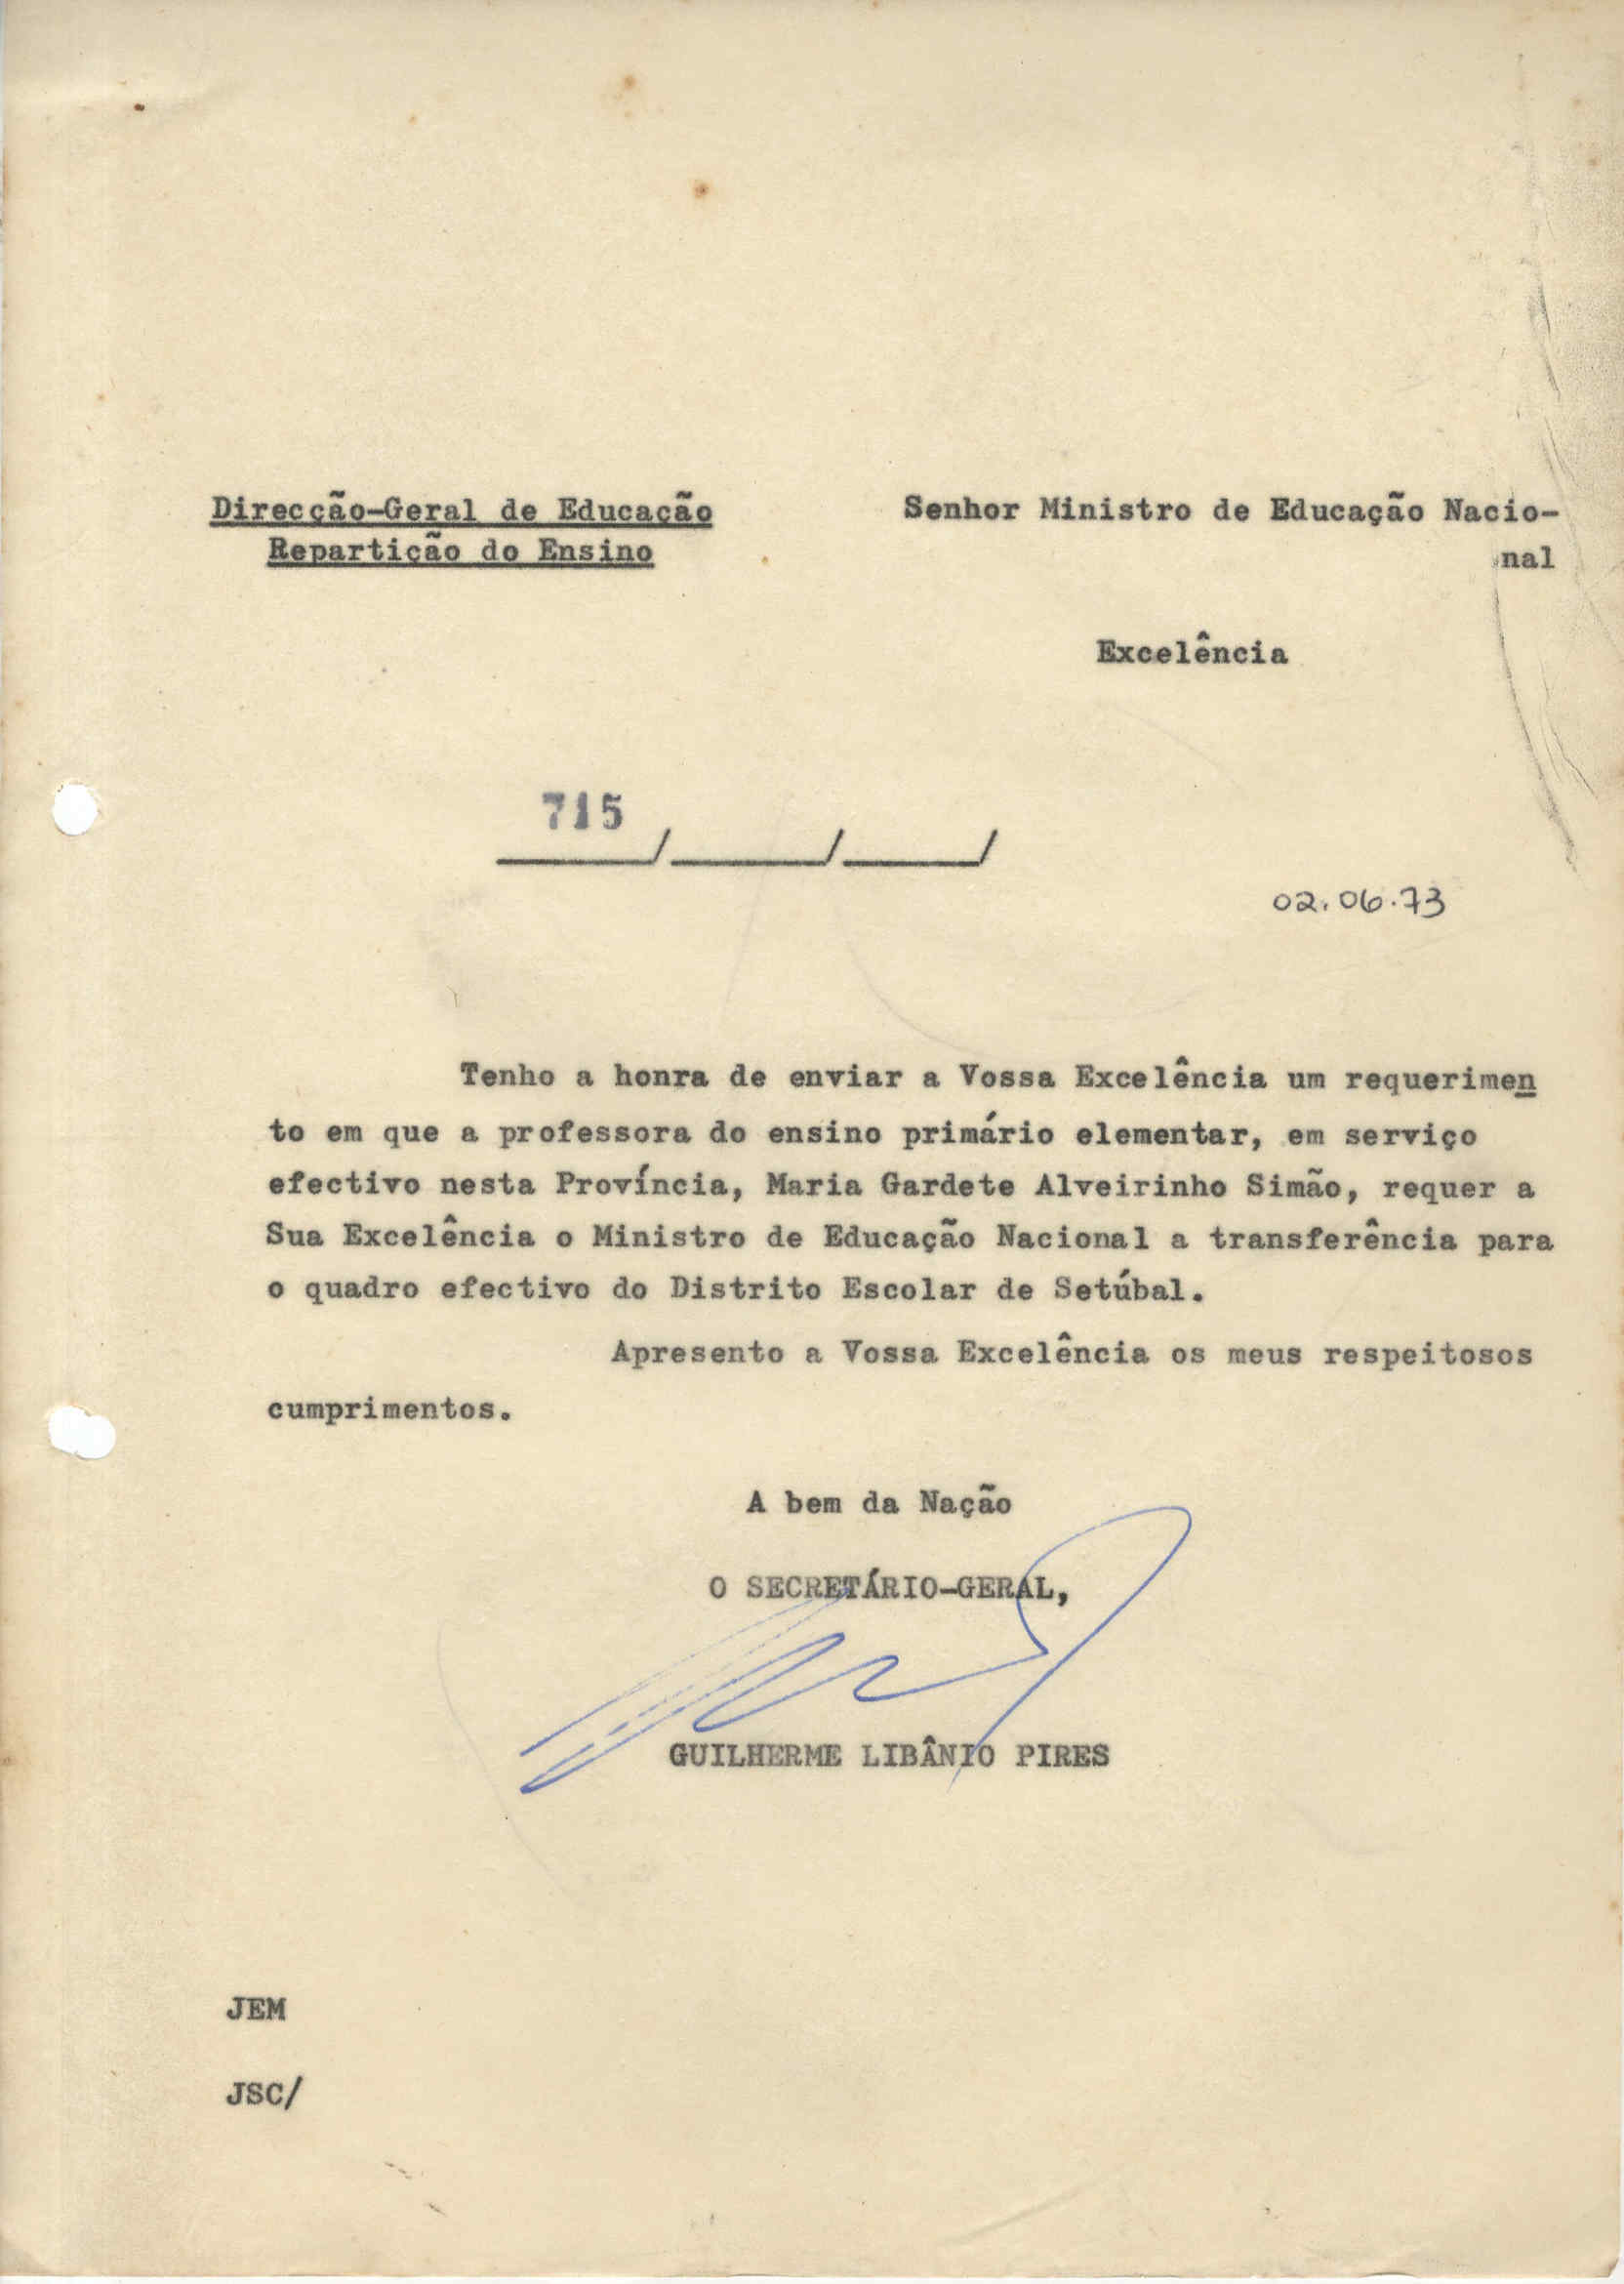 Direcção-Geral de Educação
Repartição do Ensino
Senhor Ministro de Educação Nacio-
nal
Excelência
715
______/______/_____/
02.06.73
Tenho a honra de enviar a Vossa Excelência um requerimen
to em que a professora do ensino primário elementar, em serviço
efectivo nesta Província, Maria Gardete Alveirinho Simão, requer a
Sua Excelência o Ministro de Educação Nacional a transferência para
o quadro efectivo do Distrito Escolar de Setúbal.
Apresento a Vossa Excelência os meus respeitosos
cumprimentos.
A bem da Nação
O SECRETÁRIO-GERAL,
GUILHERME LIBÂNIO PIRES
JEM
JSC/